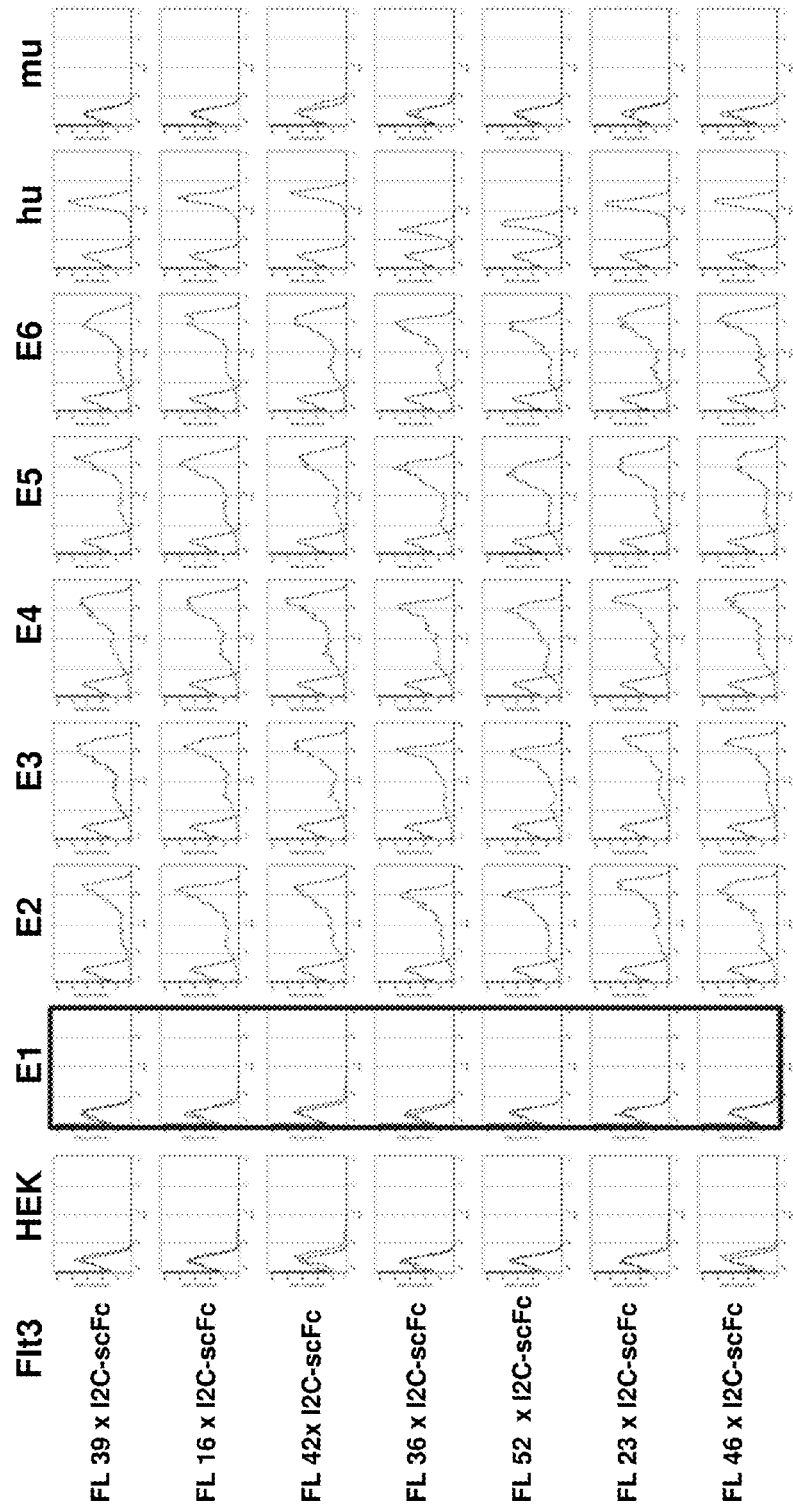 Flt3 HEK E1 E2 E3 E4 E5 E6 hu mu
FL 39 x I2C-scFc
FL 16 x I2C-scFc
FL 42x I2C-scFc
FL 36 x I2C-scFc
FL 52 x I2C-scFc
FL 23 x I2C-scFc
FL 46 x I2C-scFc